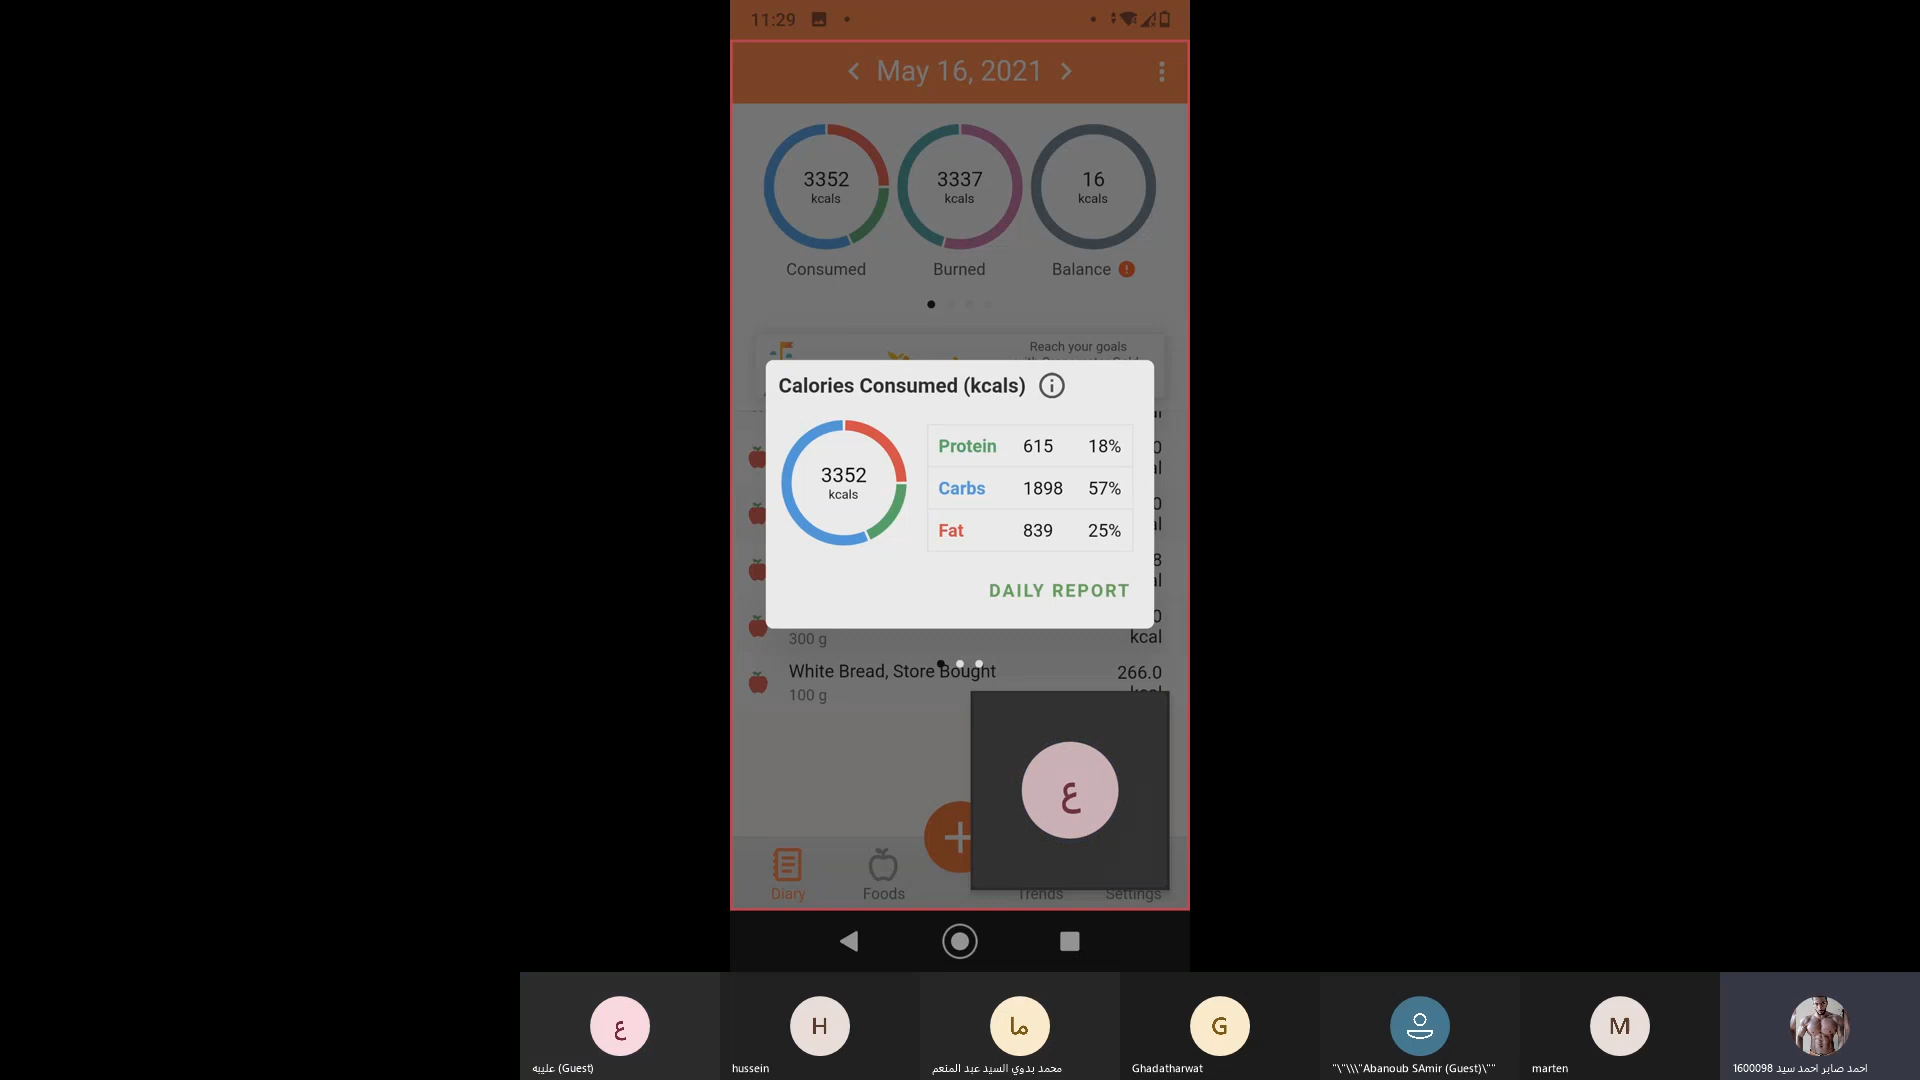 11:29
May 16, 2021
3352
kcals
3337
kcals
16
kcals
Consumed
Burned
Balance
Reach your goals
Calories Consumed (kcals)
3352
kcals
Protein 615 18%
Carbs 1898 57%
Fat 839 25%
DAILY REPORT
300 g
kcal
White Bread, Store Bought
266.0
100 g
ع
Diary
Foods
Trends
Settings
ع
H
ما
G
M
علييه (Guest)
hussein
محمد بدوي السيد عبد المنعم
Ghadatharwat
"\"\\\"Abanoub SAmir (Guest)\""
marten
احمد صابر احمد سيد 1600098